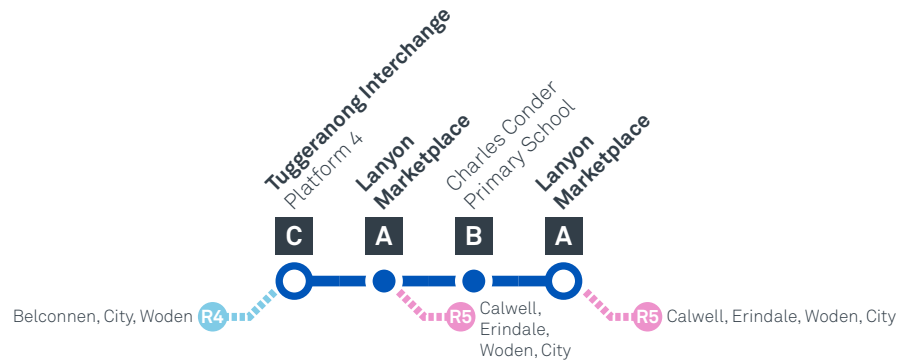 Tuggeranong Interchange
Platform 4
Lanyon
Marketplace
Charles Conder
Primary School
Lanyon
Marketplace
C
A
B
A
Belconnen, City, Woden R4
R5 Calwell,
Erindale,
Woden, City
R5 Calwell, Erindale, Woden, City